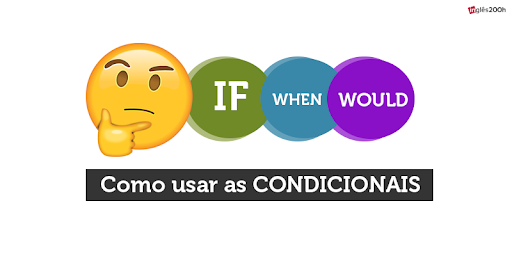 inglês200h
IF WHEN WOULD
Como usar as CONDICIONAIS